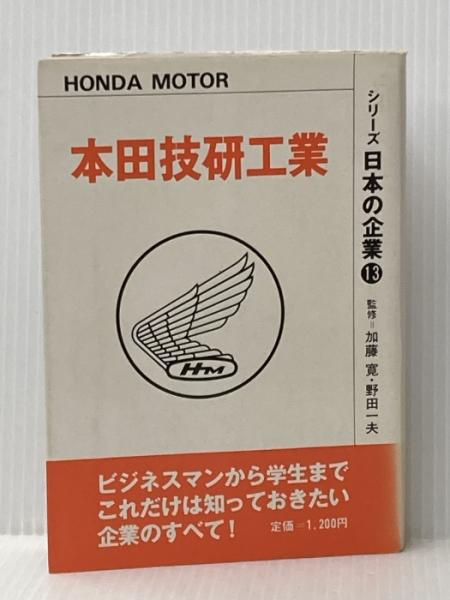 HONDA MOTOR
本田技研工業
HM
ビジネスマンから学生まで
これだけは知っておきたい
企業のすべて!
定価=1,200円
シリーズ 日本の企業 13
監修=加藤 寛・野田一夫